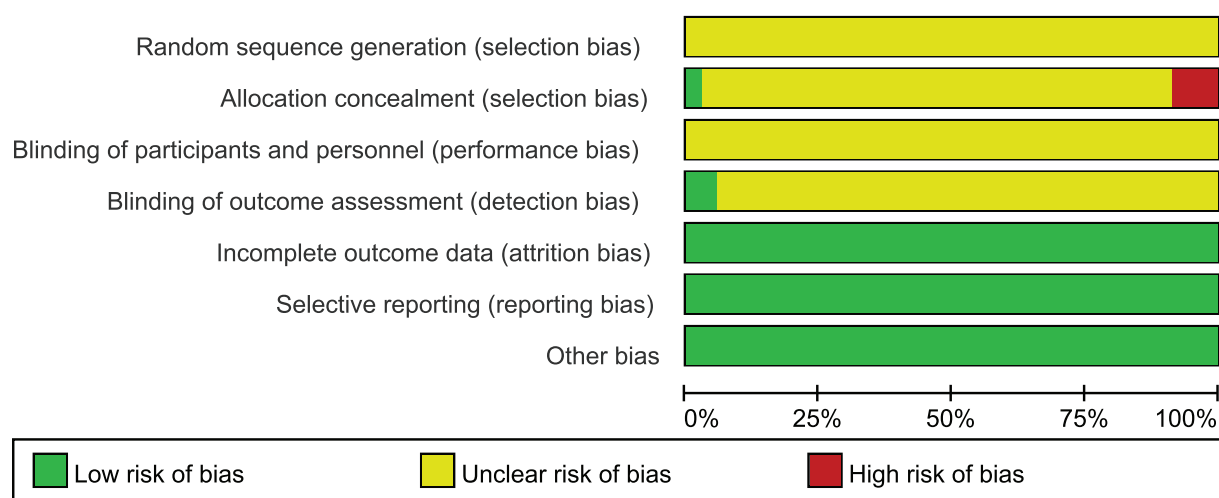 Random sequence generation (selection bias)
Allocation concealment (selection bias)
Blinding of participants and personnel (performance bias)
Blinding of outcome assessment (detection bias)
Incomplete outcome data (attrition bias)
Selective reporting (reporting bias)
Other bias
0% 25% 50% 75% 100%
Low risk of bias Unclear risk of bias High risk of bias